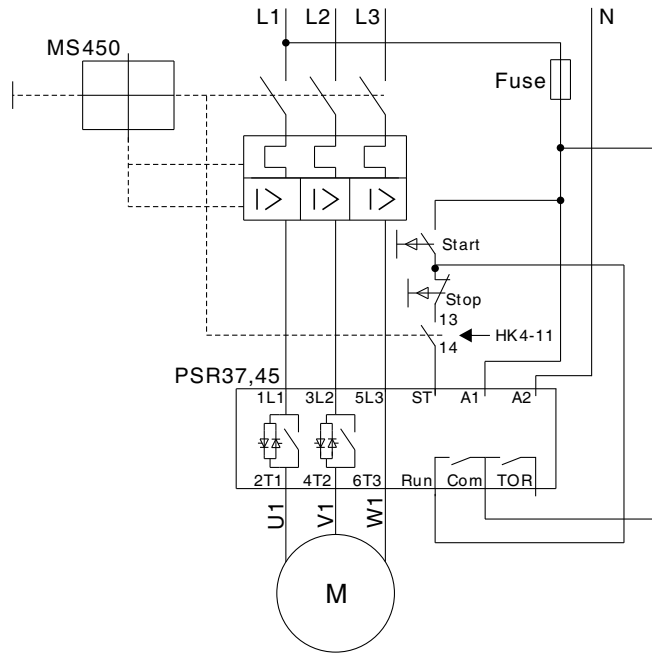 L1 L2 L3 N
MS450
Fuse
Start
Stop
13
HK4-11
14
PSR37,45
1L1 3L2 5L3 ST A1 A2
2T1 4T2 6T3 Run Com TOR
U1 V1 W1
M